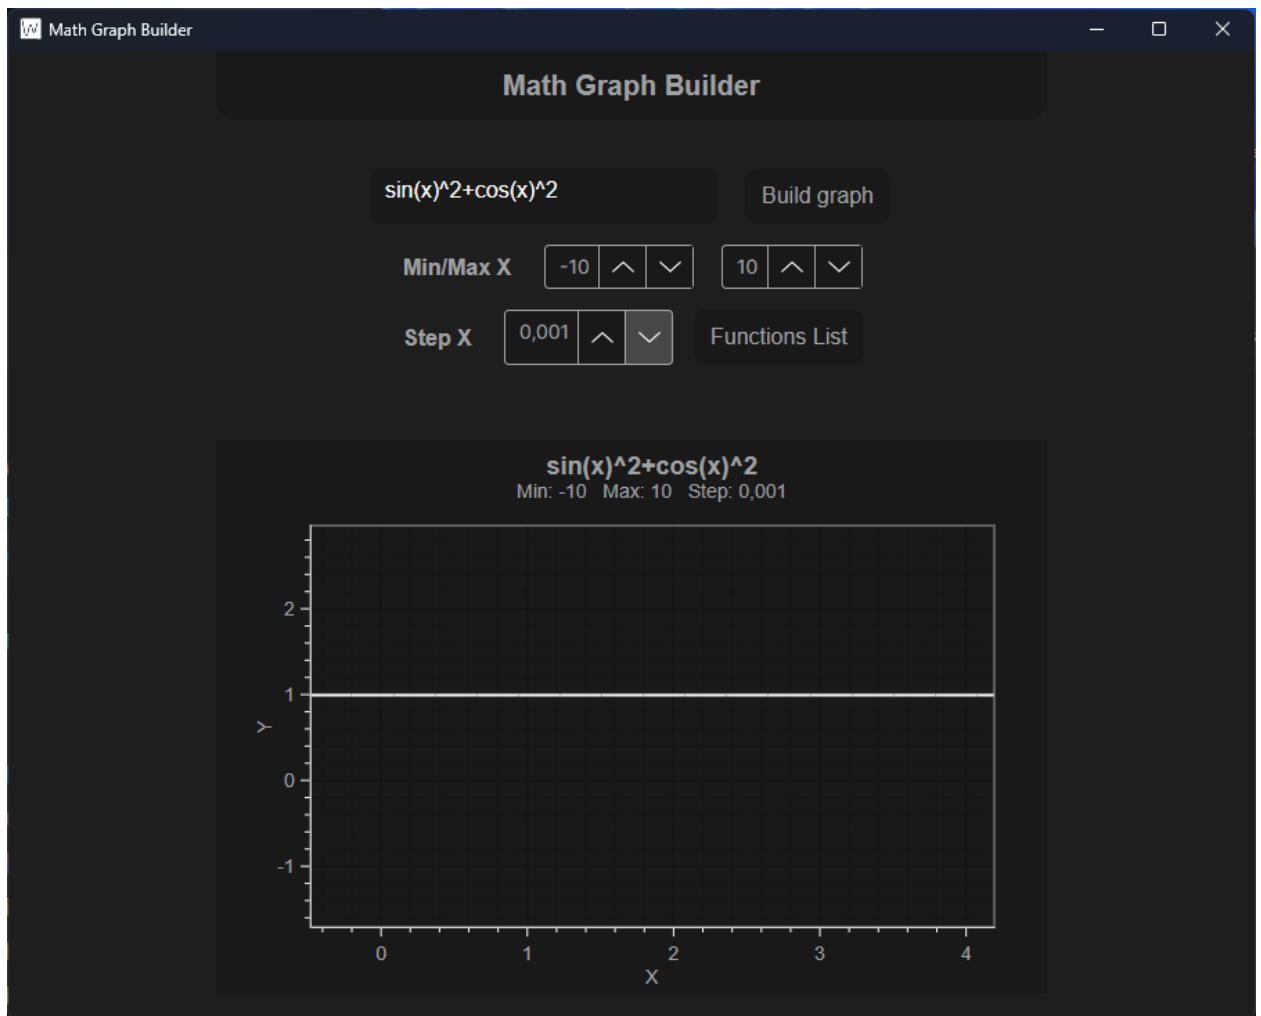 Math Graph Builder
Math Graph Builder
sin(x)^2+cos(x)^2 Build graph
Min/Max X -10 10
Step X 0,001 Functions List
sin(x)^2+cos(x)^2
Min: -10 Max: 10 Step: 0,001
2
1
Y
0
-1
0 1 2 3 4
X